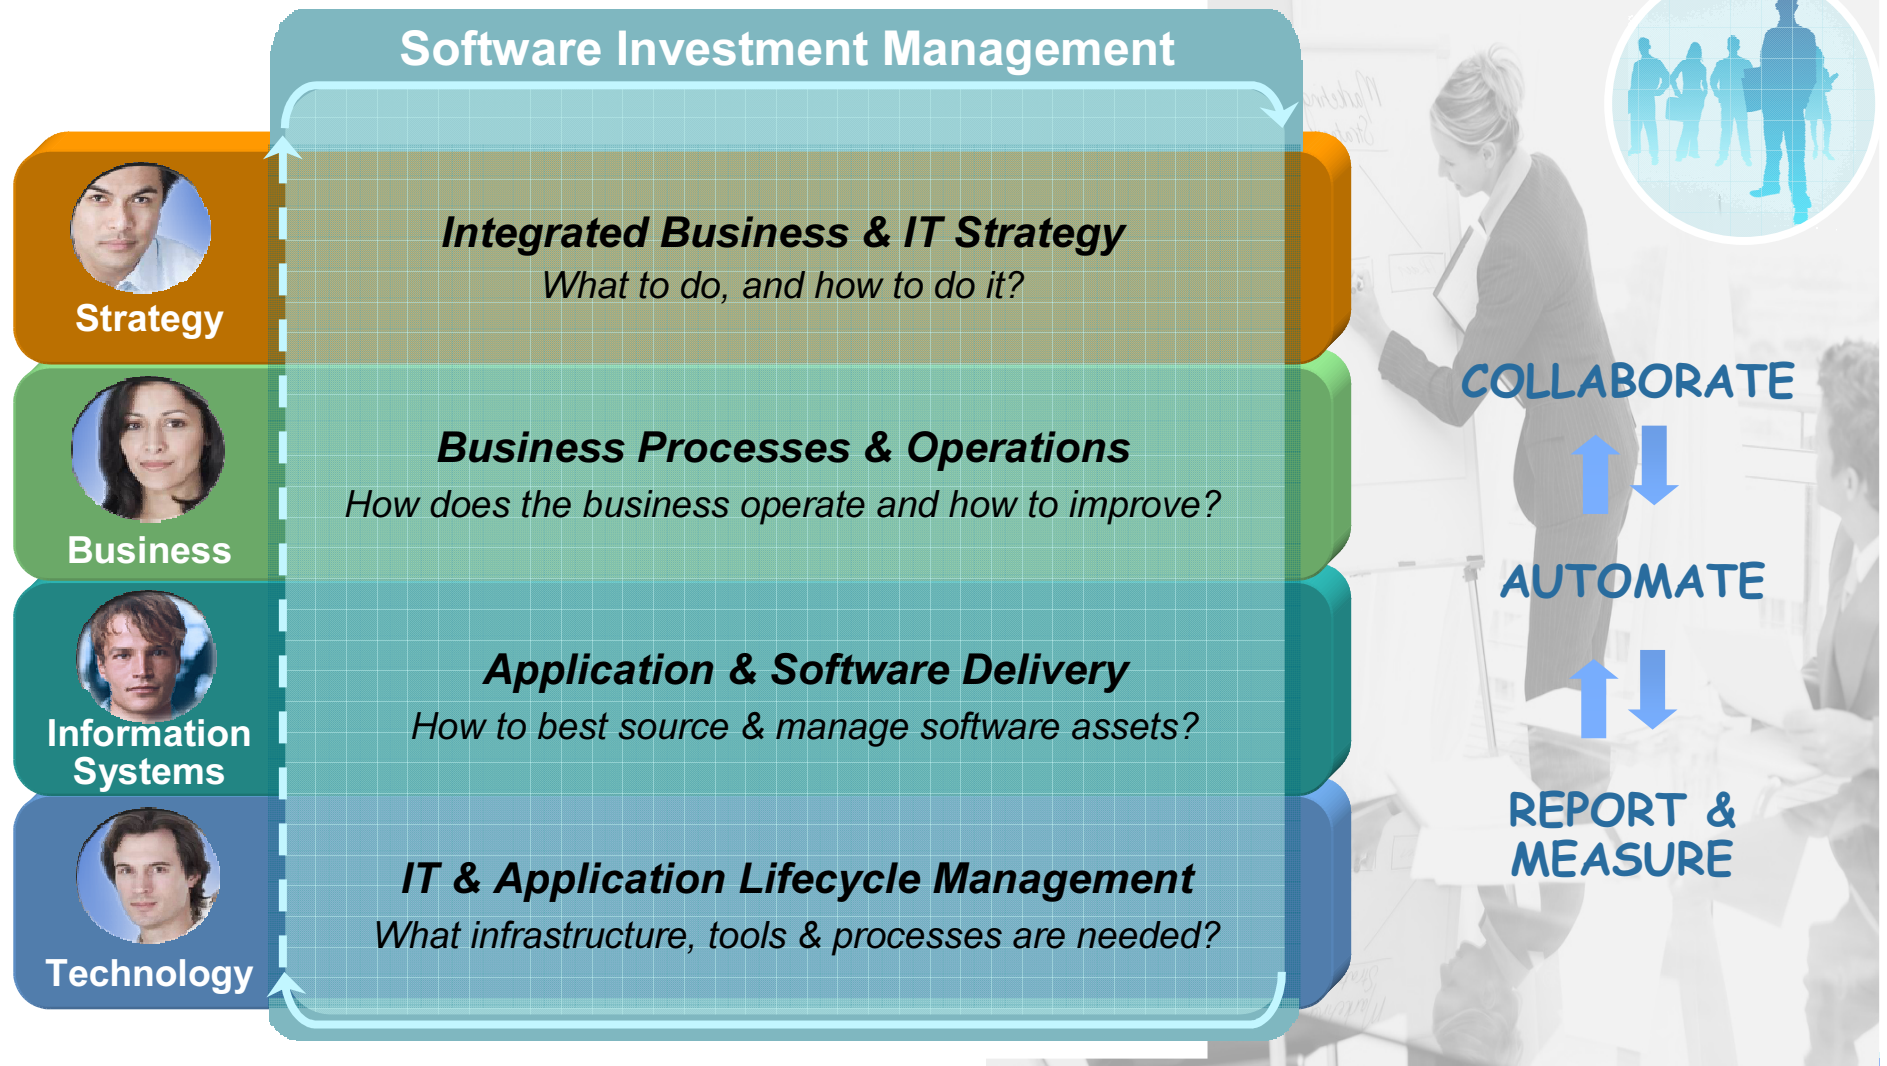 Software Investment Management
Strategy
Integrated Business & IT Strategy
What to do, and how to do it?
Business
Business Processes & Operations
How does the business operate and how to improve?
Information
Systems
Application & Software Delivery
How to best source & manage software assets?
Technology
IT & Application Lifecycle Management
What infrastructure, tools & processes are needed?
COLLABORATE
AUTOMATE
REPORT &
MEASURE